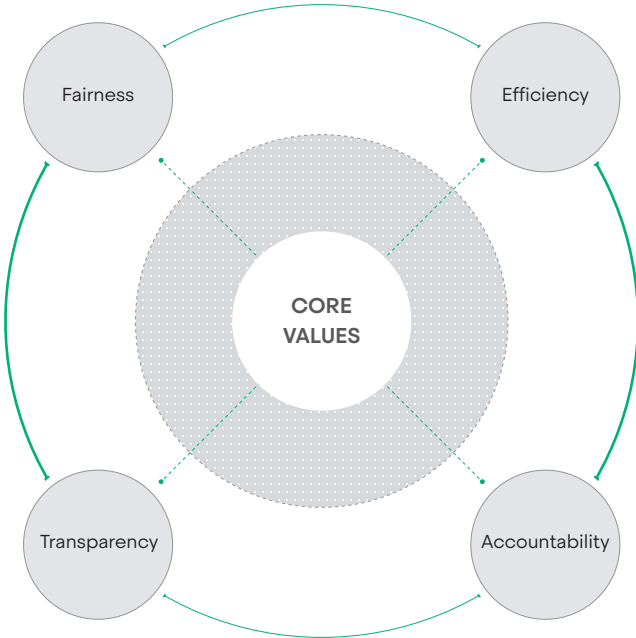 Fairness
Efficiency
CORE
VALUES
Transparency
Accountability